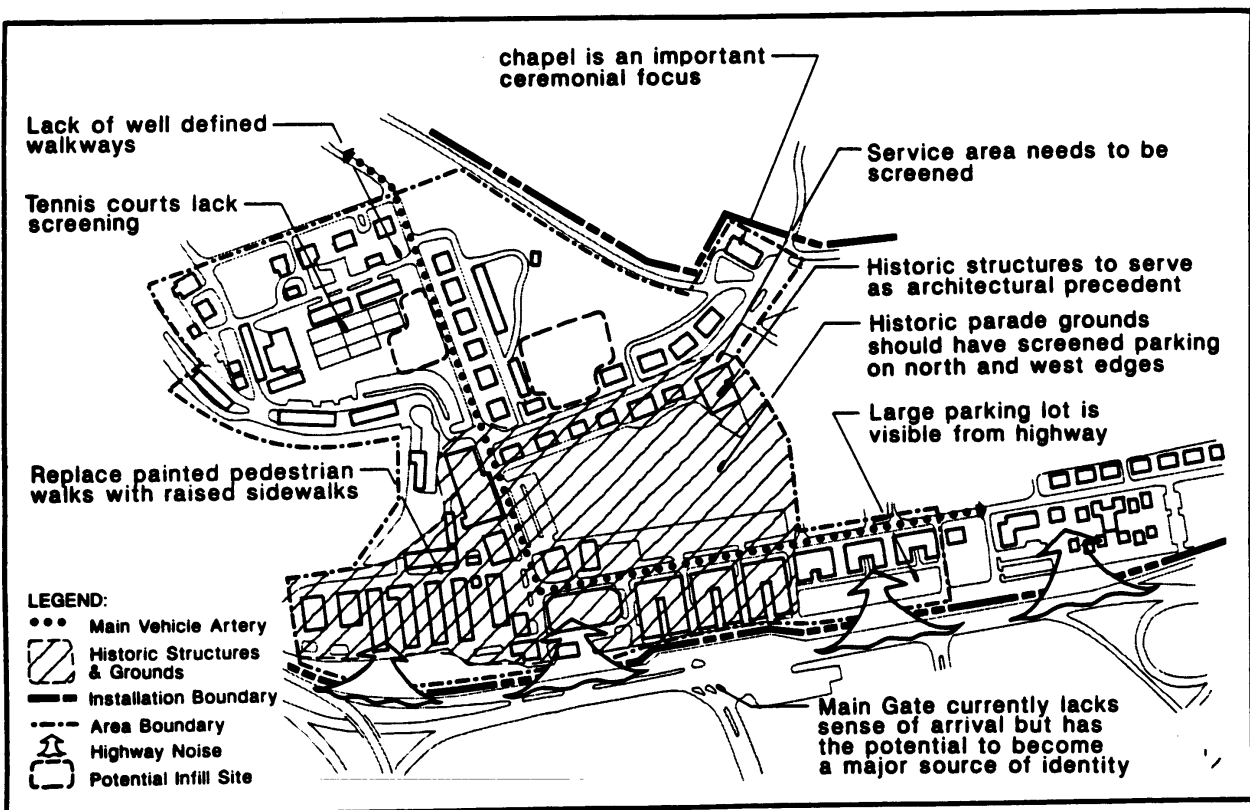 chapel is an important
ceremonial focus
Lack of well defined
walkways
Service area needs to be
screened
Tennis courts lack
screening
Historic structures to serve
as architectural precedent
Historic parade grounds
should have screened parking
on north and west edges
Large parking lot is
visible from highway
Replace painted pedestrian
walks with raised sidewalks
LEGEND:
Main Vehicle Artery
Historic Structures
& Grounds
Installation Boundary
Area Boundary
Highway Noise
Potential Infill Site
Main Gate currently lacks
sense of arrival but has
the potential to become
a major source of identity